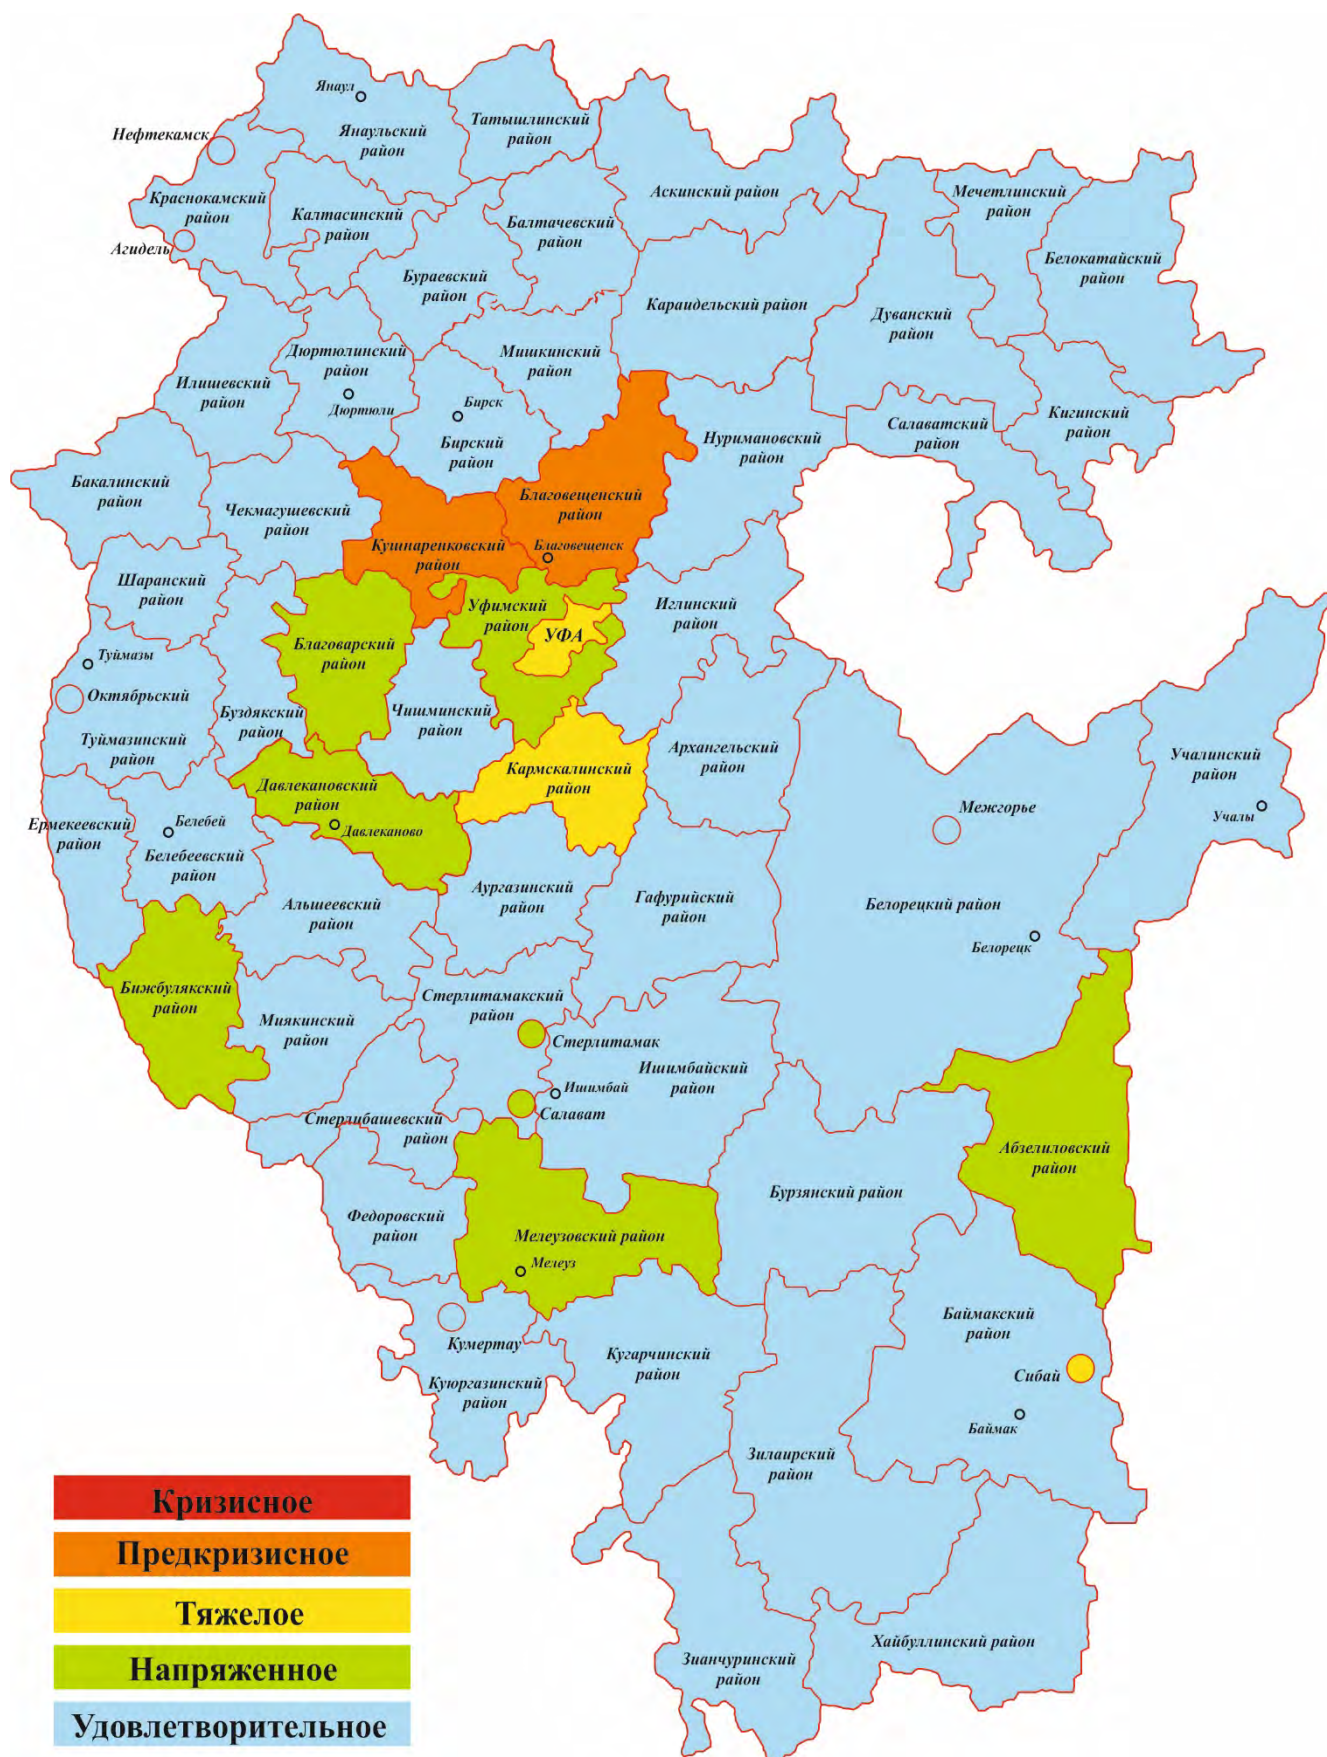 Янаул
Янаульский
район
Татышлинский
район
Нефтекамск
Краснокамский
район
Калтасинский
район
Агидель
Балтачевский
район
Аскинский район
Мечетлинский
район
Белокатайский
район
Бураевский
район
Караидельский район
Дуванский
район
Дюртюлинский
район
Дюртюли
Мишкинский
район
Илишевский
район
Бирск
Бирский
район
Нуримановский
район
Салаватский
район
Кигинский
район
Бакалинский
район
Чекмагушевский
район
Благовещенский
район
Благовещенск
Кушнаренковский
район
Шаранский
район
Уфимский
район
УФА
Иглинский
район
Благоварский
район
Туймазы
Октябрьский
Туймазинский
район
Буздякский
район
Чишминский
район
Архангельский
район
Учалинский
район
Учалы
Кармскалинский
район
Давлекановский
район
Давлеканово
Межгорье
Ермекеевский
район
Белебей
Белебеевский
район
Альшеевский
район
Аургазинский
район
Гафурийский
район
Белорецкий район
Белорецк
Бижбулякский
район
Миякинский
район
Стерлитамакский
район
Стерлитамак
Ишимбайский
район
Ишимбай
Салават
Стерлибашевский
район
Абзелиловский
район
Бурзянский район
Федоровский
район
Мелеузовский район
Мелеуз
Баймакский
район
Кумертау
Кугарчинский
район
Сибай
Куюргазинский
район
Баймак
Зилаирский
район
Хайбуллинский район
Зианчуринский
район
Кризисное
Предкризисное
Тяжелое
Напряженное
Удовлетворительное